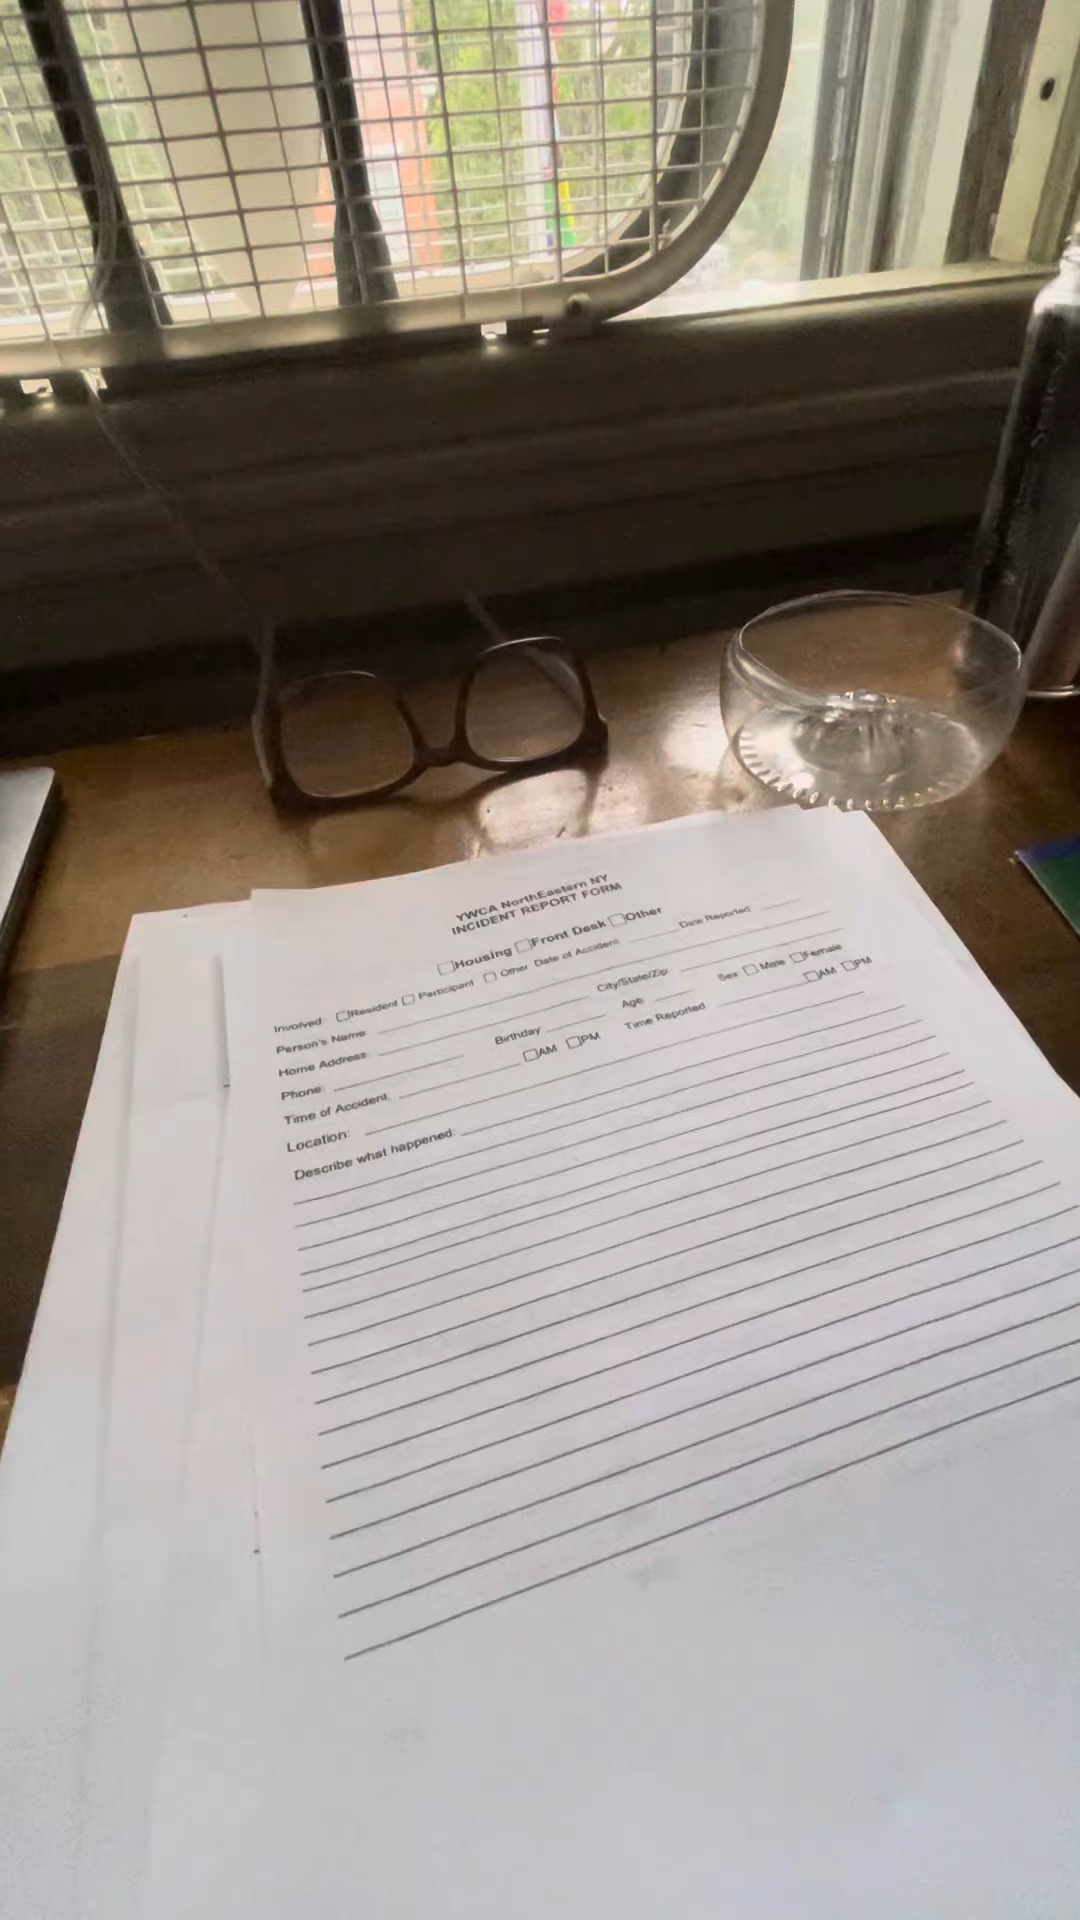 YWCA NorthEastern NY
INCIDENT REPORT FORM
Housing Front Desk Other
Involved: Resident Participant Other Date of Accident Date Reported
Person's Name
Home Address City/State/Zip
Phone Birthday Age Sex Male Female
Time of Accident AM PM Time Reported AM PM
Location:
Describe what happened